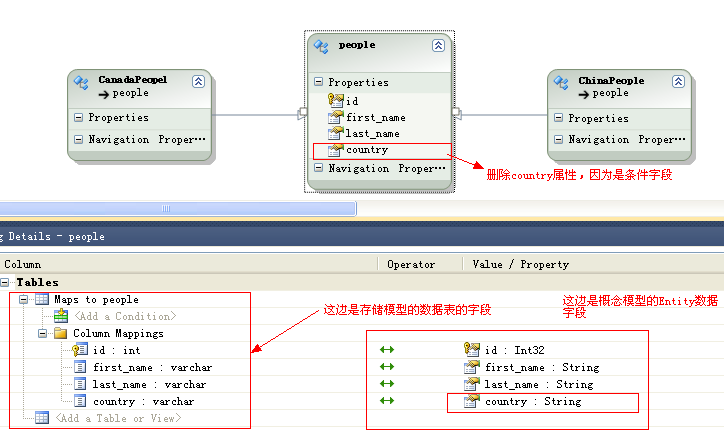 people
CanadaPeopel
people
Properties
Navigation Proper...
Properties
id
first_name
last_name
country
Navigation Proper...
ChinaPeople
people
Properties
Navigation Proper...
删除country属性，因为是条件字段
g Details - people
Column
Operator
Value / Property
Tables
Maps to people
<Add a Condition>
Column Mappings
id : int
first_name : varchar
last_name : varchar
country : varchar
<Add a Table or View>
这边是存储模型的数据表的字段
这边是概念模型的Entity数据
字段
id : Int32
first_name : String
last_name : String
country : String